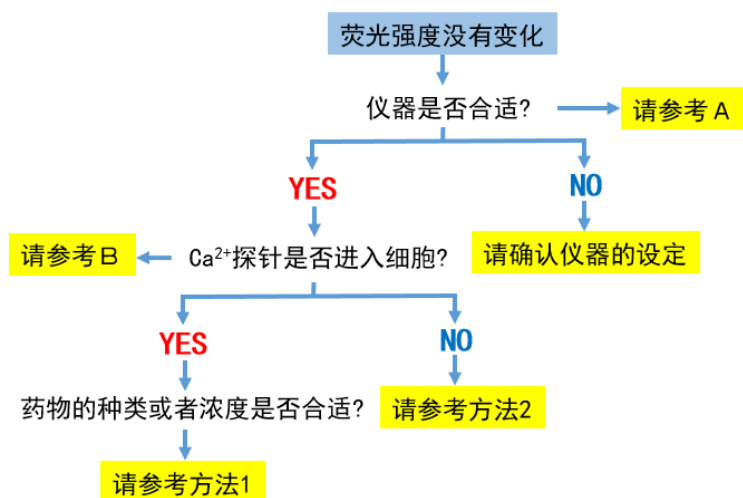 荧光强度没有变化
仪器是否合适?
请参考A
YES
NO
请参考B
Ca²⁺探针是否进入细胞?
请确认仪器的设定
YES
NO
药物的种类或者浓度是否合适?
请参考方法2
请参考方法1